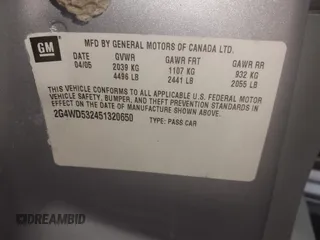 GM
MFD BY GENERAL MOTORS OF CANADA LTD.
DATE GVWR GAWR FRT GAWR RR
04/05 2039 KG 1107 KG 932 KG
4496 LB 2441 LB 2055 LB
THIS VEHICLE CONFORMS TO ALL APPLICABLE U.S. FEDERAL MOTOR
VEHICLE SAFETY, BUMPER, AND THEFT PREVENTION STANDARDS IN
EFFECT ON THE DATE OF MANUFACTURE SHOWN ABOVE.
2G4WD532451320650 TYPE: PASS CAR
DREAMBID